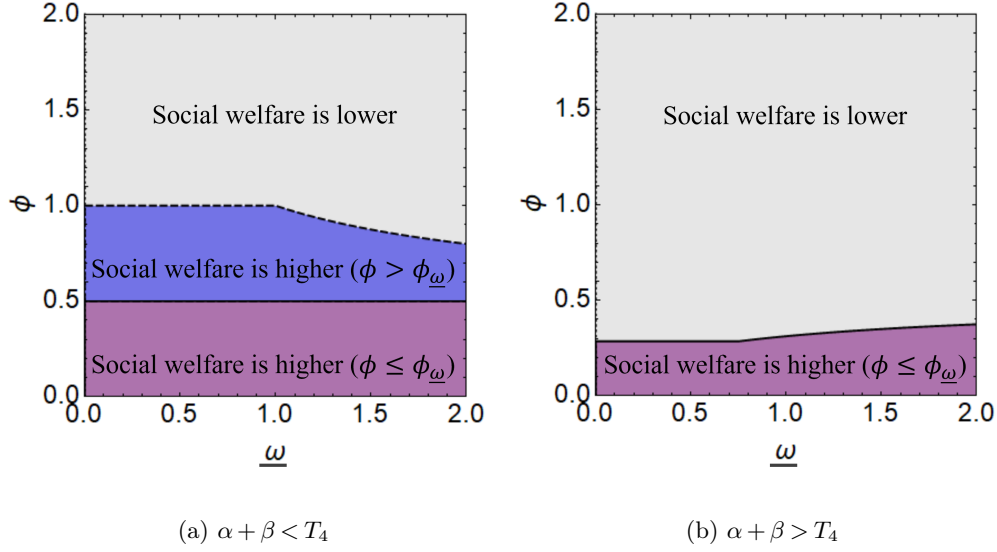 2.0
1.5
1.0
0.5
0.0
ϕ
Social welfare is lower
Social welfare is higher (ϕ > ϕ_ω̲)
Social welfare is higher (ϕ ≤ ϕ_ω̲)
0.0 0.5 1.0 1.5 2.0
ω̲
(a) α + β < T₄
2.0
1.5
1.0
0.5
0.0
ϕ
Social welfare is lower
Social welfare is higher (ϕ ≤ ϕ_ω̲)
0.0 0.5 1.0 1.5 2.0
ω̲
(b) α + β > T₄